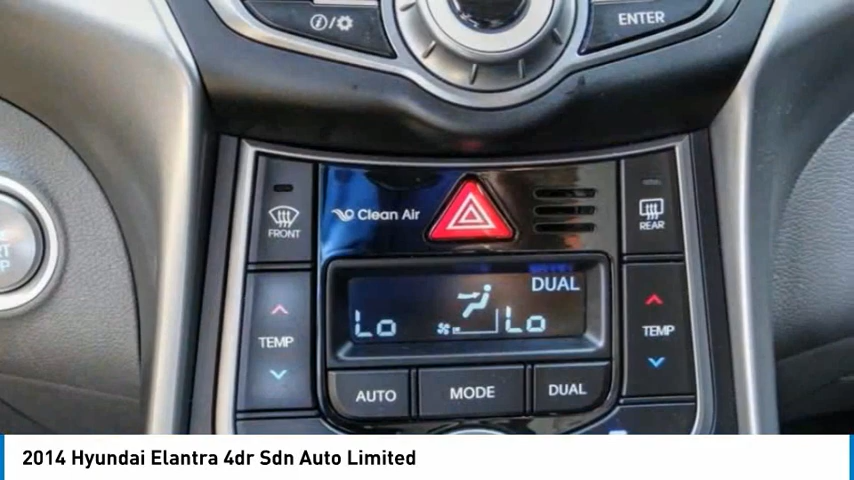 ENTER
Clean Air
FRONT
REAR
DUAL
Lo Lo
TEMP
TEMP
AUTO
MODE
DUAL
2014 Hyundai Elantra 4dr Sdn Auto Limited